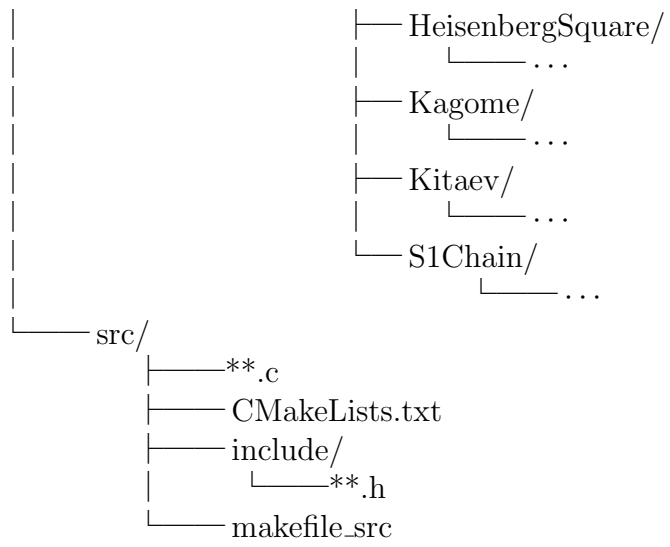 HeisenbergSquare/
...
Kagome/
...
Kitaev/
...
S1Chain/
...
src/
**.c
CMakeLists.txt
include/
**.h
makefile_src